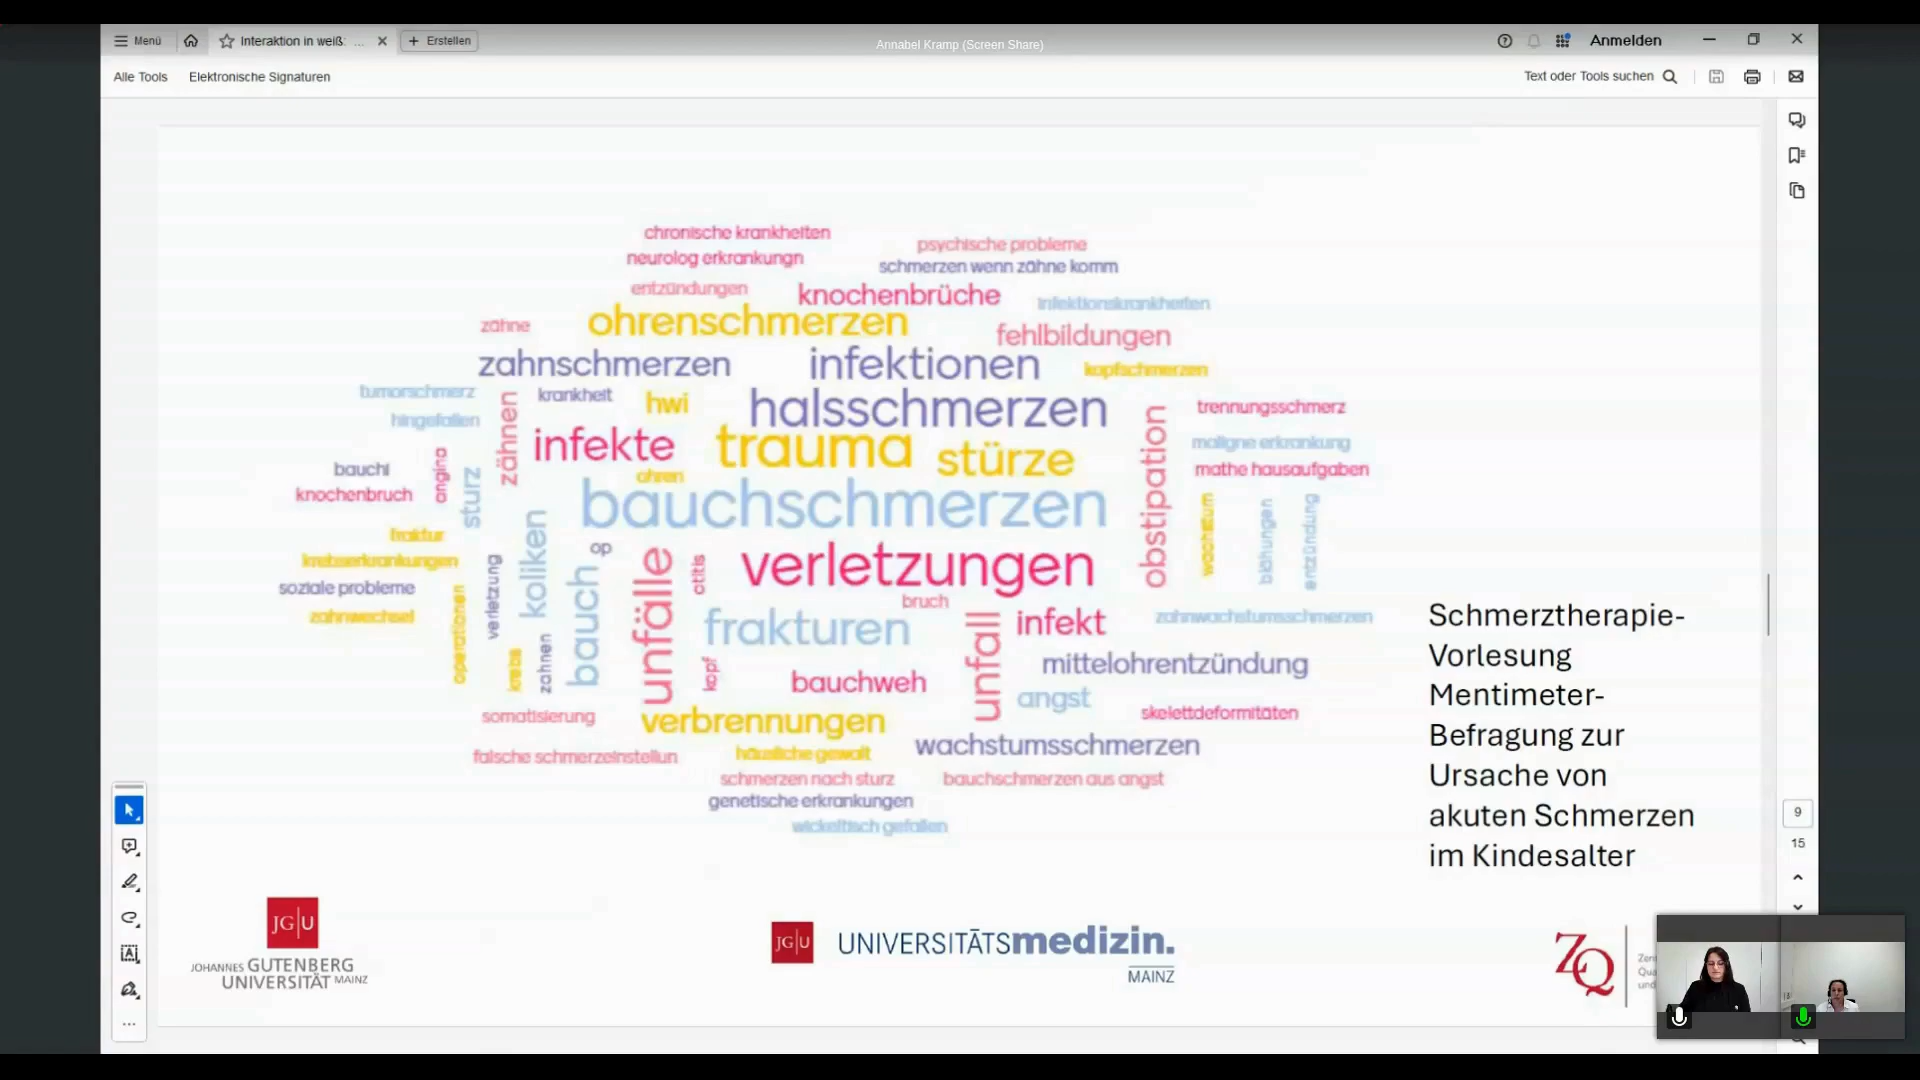 Menü
Interaktion in weiß: ...
Erstellen
Annabel Kramp (Screen Share)
Anmelden
Alle Tools
Elektronische Signaturen
Text oder Tools suchen
chronische krankheiten
psychische probleme
neurolog erkrankungn
schmerzen wenn zähne komm
entzündungen
knochenbrüche
infektionskrankheiten
zähne
ohrenschmerzen
fehlbildungen
zahnschmerzen
infektionen
kopfschmerzen
tumorschmerz
krankheit
hwi
halsschmerzen
trennungsschmerz
hingefallen
zähnen
infekte
trauma
stürze
obstipation
maligne erkrankung
bauchi
angina
sturz
ohren
mathe hausaufgaben
knochenbruch
bauchschmerzen
wachstum
blähungen
entzündung
fraktur
koliken
op
krebserkrankungen
verletzung
bauch
unfälle
otitis
verletzungen
soziale probleme
bruch
zahnwechsel
operationen
frakturen
unfall
infekt
zahnwachstumsschmerzen
krebs
zahnen
kopf
bauchweh
mittelohrentzündung
angst
somatisierung
verbrennungen
skelettdeformitäten
falsche schmerzeinstellun
häusliche gewalt
wachstumsschmerzen
schmerzen nach sturz
bauchschmerzen aus angst
genetische erkrankungen
wickeltisch gefallen
Schmerztherapie-
Vorlesung
Mentimeter-
Befragung zur
Ursache von
akuten Schmerzen
im Kindesalter
9
15
JG|U
JOHANNES GUTENBERG
UNIVERSITÄT MAINZ
JG|U
UNIVERSITĀTSmedizin.
MAINZ
ZQ